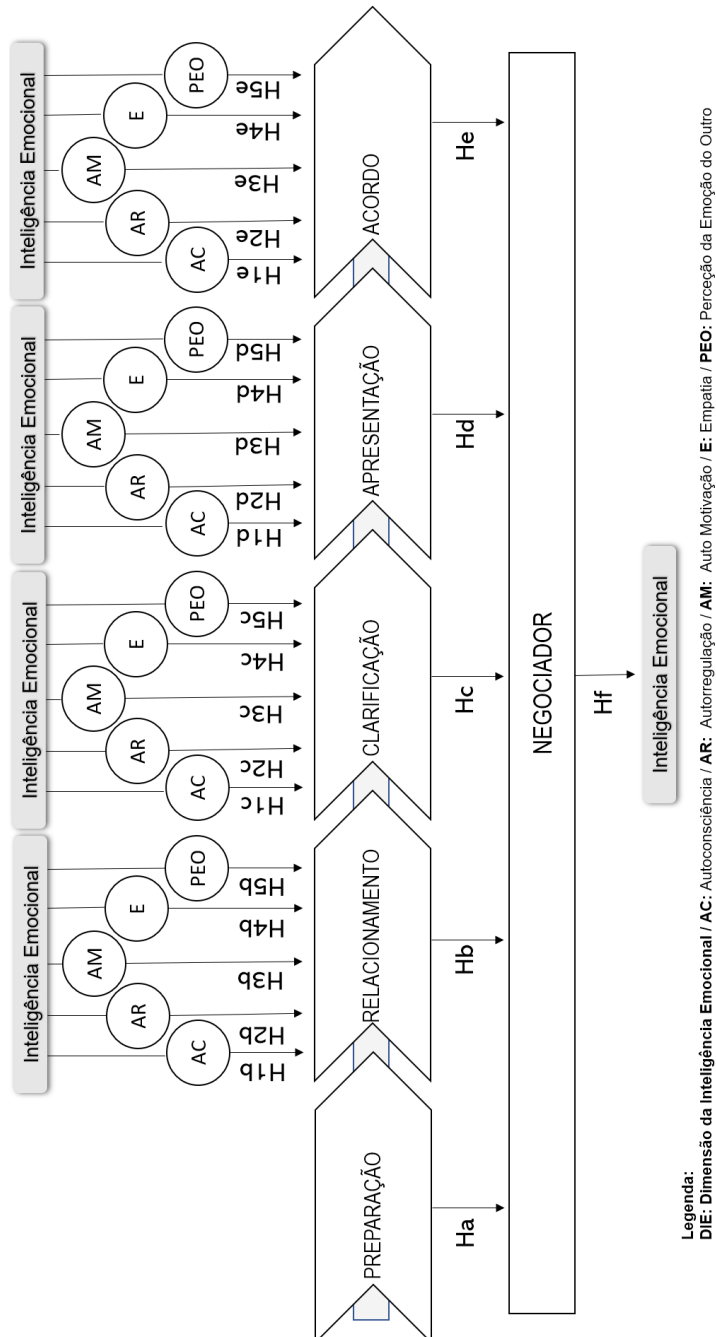 Inteligência Emocional
Inteligência Emocional
Inteligência Emocional
Inteligência Emocional
AC
AR
AM
E
PEO
AC
AR
AM
E
PEO
AC
AR
AM
E
PEO
AC
AR
AM
E
PEO
H1b
H2b
H3b
H4b
H5b
H1c
H2c
H3c
H4c
H5c
H1d
H2d
H3d
H4d
H5d
H1e
H2e
H3e
H4e
H5e
PREPARAÇÃO
RELACIONAMENTO
CLARIFICAÇÃO
APRESENTAÇÃO
ACORDO
Ha
Hb
Hc
Hd
He
NEGOCIADOR
Hf
Inteligência Emocional
Legenda:
DIE: Dimensão da Inteligência Emocional / AC: Autoconsciência / AR: Autorregulação / AM: Auto Motivação / E: Empatia / PEO: Perceção da Emoção do Outro